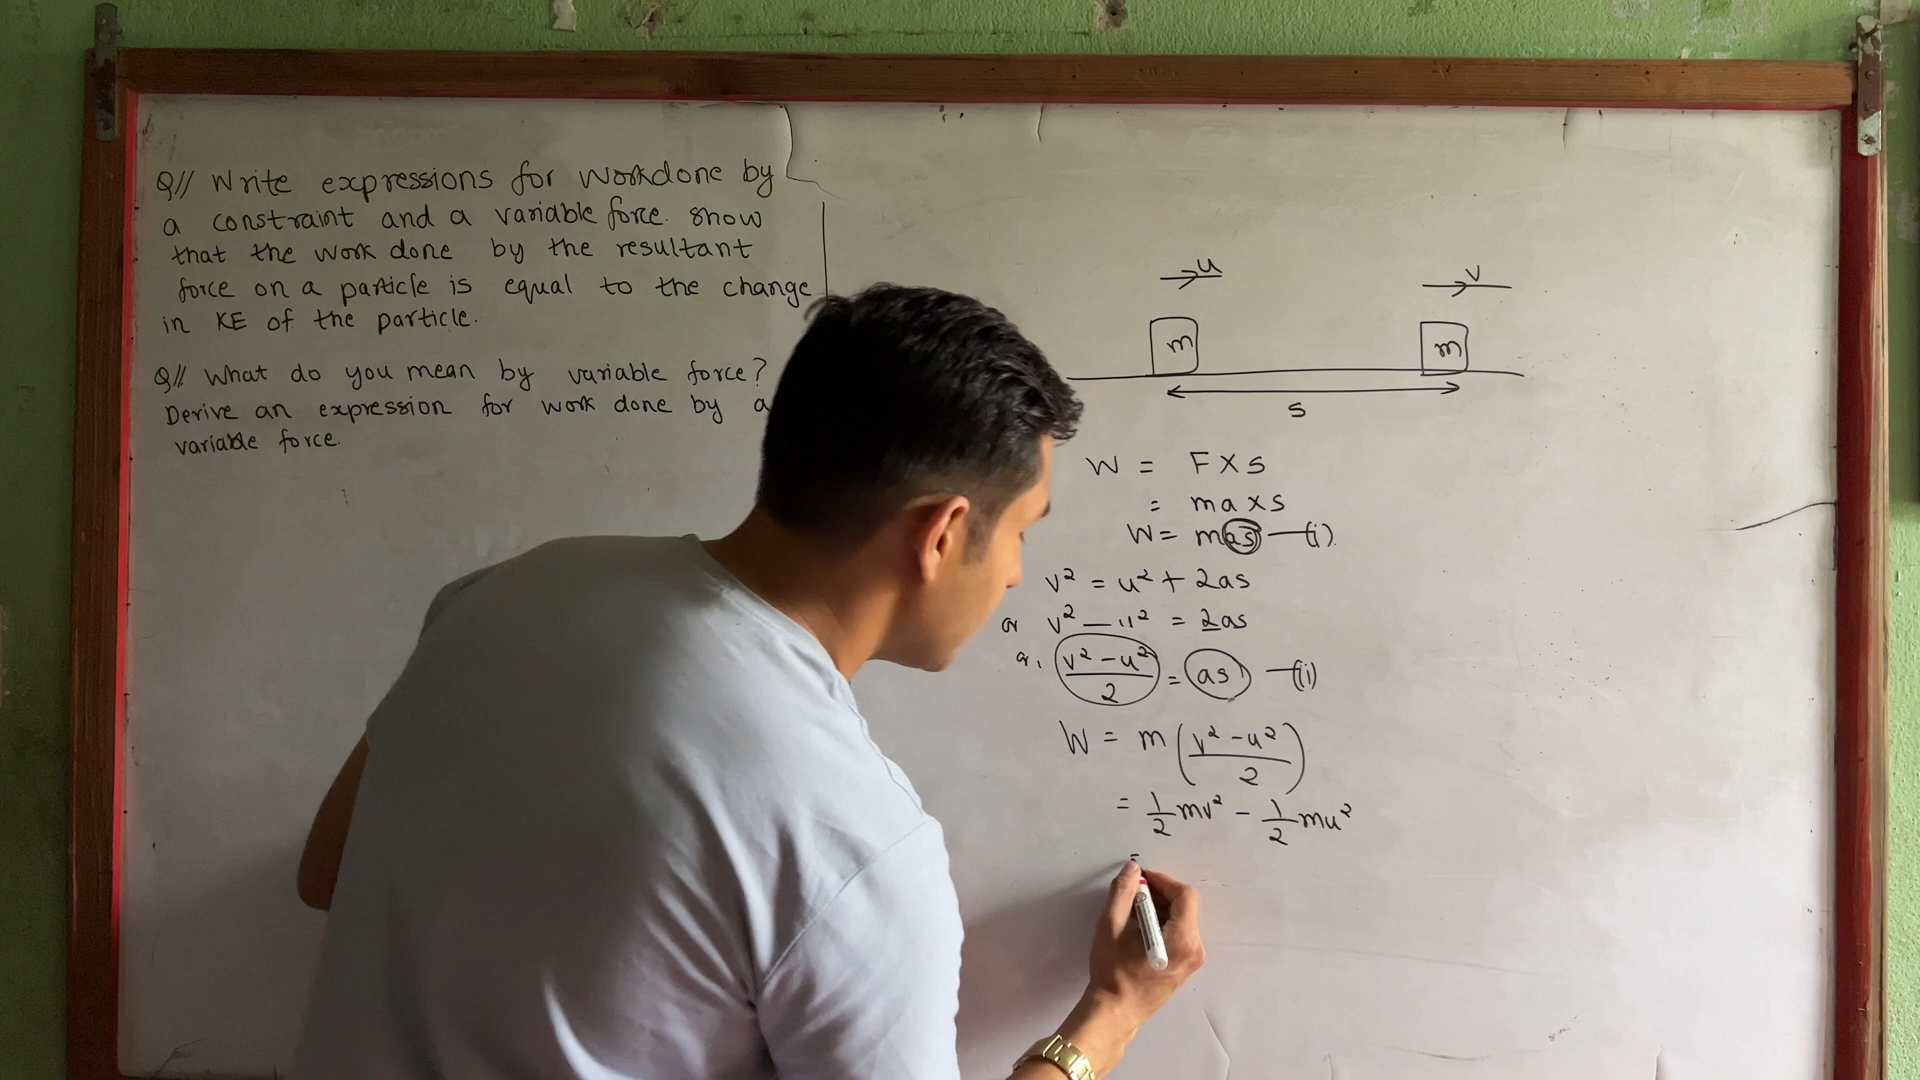 Q// Write expressions for Workdone by
a constraint and a variable force. show
that the work done by the resultant
force on a particle is equal to the change
in KE of the particle.
Q// What do you mean by variable force?
Derive an expression for work done by a
variable force.
u
v
m
m
s
W = F × s
= ma × s
W = mas —(i)
v² = u² + 2as
or v² — u² = 2as
or, v² - u² / 2 = as —(ii)
W = m (v² - u² / 2)
= 1/2 mv² - 1/2 mu²
=